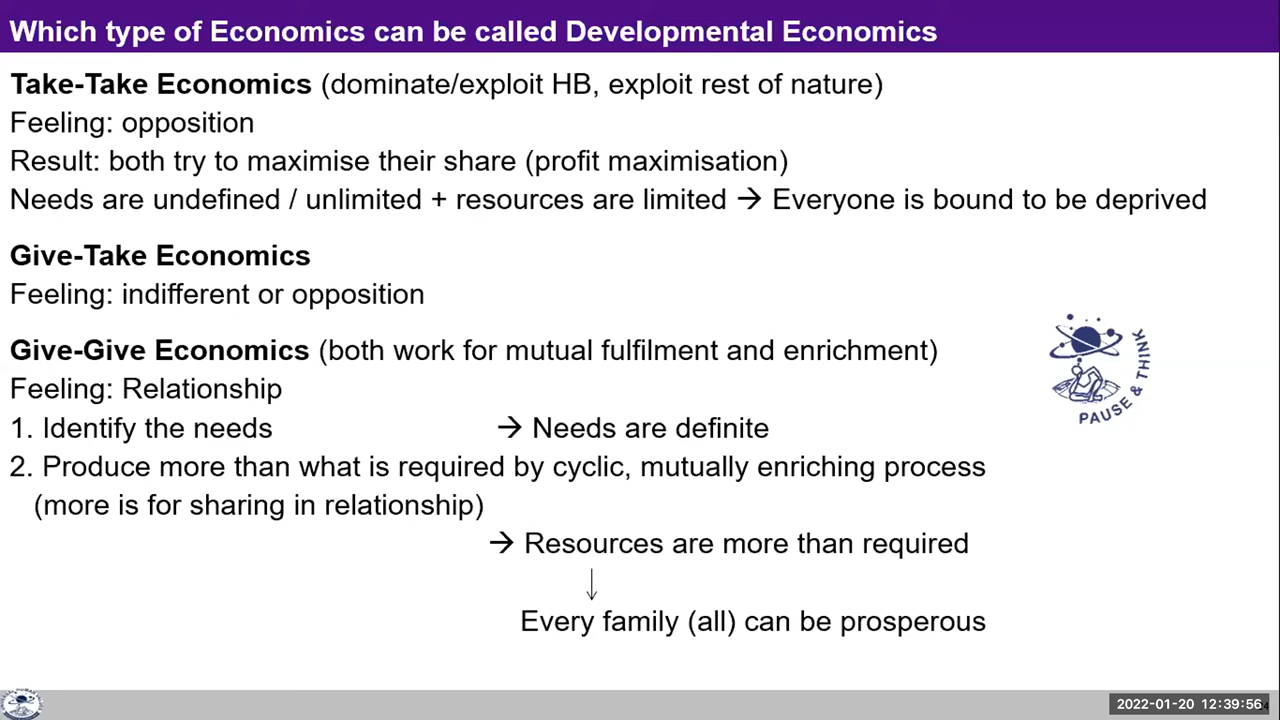 Which type of Economics can be called Developmental Economics
Take-Take Economics (dominate/exploit HB, exploit rest of nature)
Feeling: opposition
Result: both try to maximise their share (profit maximisation)
Needs are undefined / unlimited + resources are limited → Everyone is bound to be deprived
Give-Take Economics
Feeling: indifferent or opposition
Give-Give Economics (both work for mutual fulfilment and enrichment)
Feeling: Relationship
1. Identify the needs → Needs are definite
2. Produce more than what is required by cyclic, mutually enriching process
(more is for sharing in relationship)
→ Resources are more than required
↓
Every family (all) can be prosperous
PAUSE & THINK
2022-01-20 12:39:56